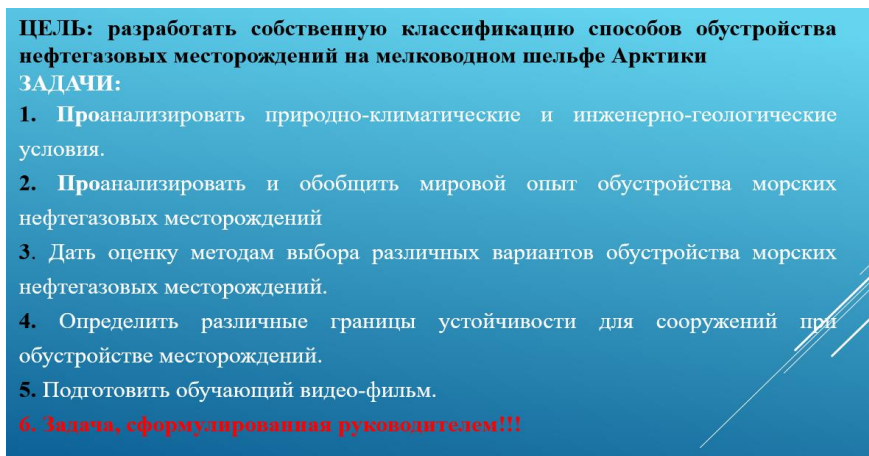 ЦЕЛЬ: разработать собственную классификацию способов обустройства
нефтегазовых месторождений на мелководном шельфе Арктики
ЗАДАЧИ:
1. Проанализировать природно-климатические и инженерно-геологические
условия.
2. Проанализировать и обобщить мировой опыт обустройства морских
нефтегазовых месторождений
3. Дать оценку методам выбора различных вариантов обустройства морских
нефтегазовых месторождений.
4. Определить различные границы устойчивости для сооружений при
обустройстве месторождений.
5. Подготовить обучающий видео-фильм.
6. Задача, сформулированная руководителем!!!